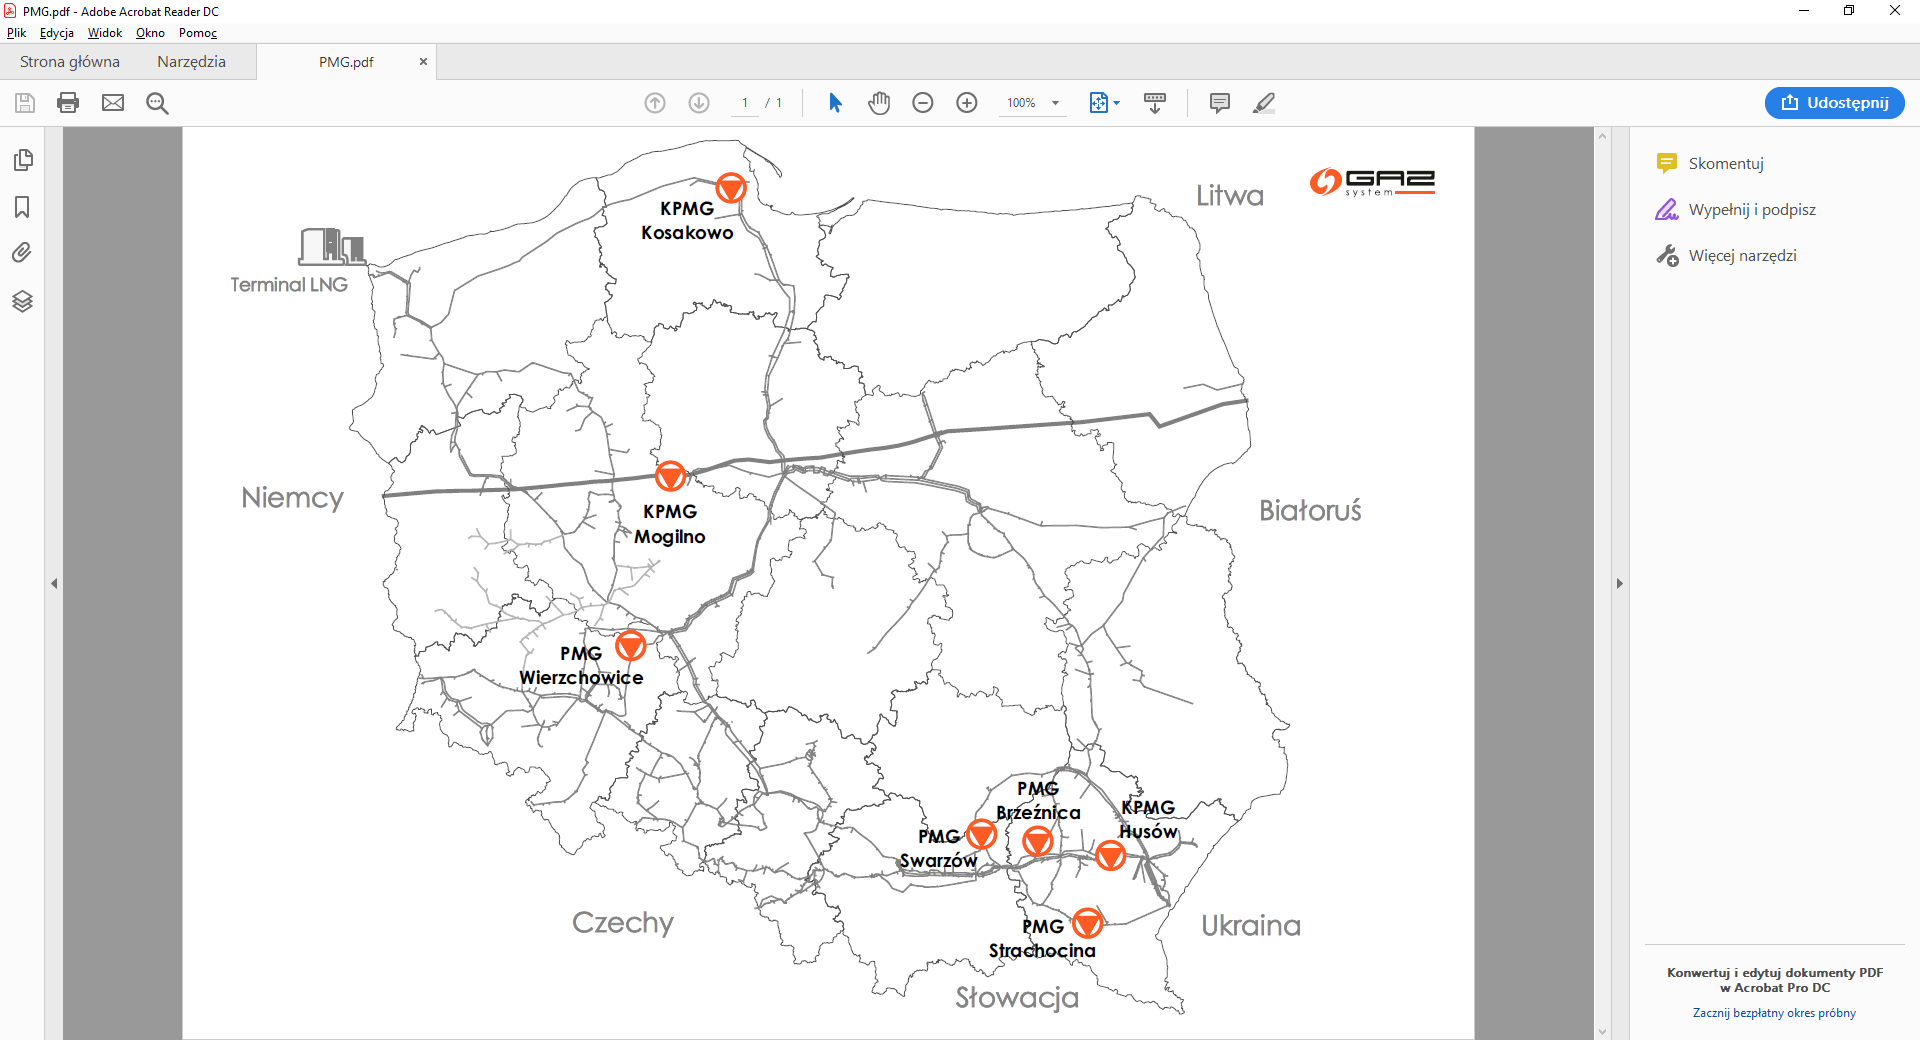 PMG.pdf - Adobe Acrobat Reader DC
Plik Edycja Widok Okno Pomoc
Strona główna Narzędzia PMG.pdf
1 / 1 100% Udostępnij
GAZ
system
Litwa
KPMG
Kosakowo
Terminal LNG
Niemcy
KPMG
Mogilno
Białoruś
PMG
Wierzchowice
PMG
Brzeźnica
KPMG
Husów
PMG
Swarzów
PMG
Strachocina
Czechy
Ukraina
Słowacja
Skomentuj
Wypełnij i podpisz
Więcej narzędzi
Konwertuj i edytuj dokumenty PDF
w Acrobat Pro DC
Zacznij bezpłatny okres próbny